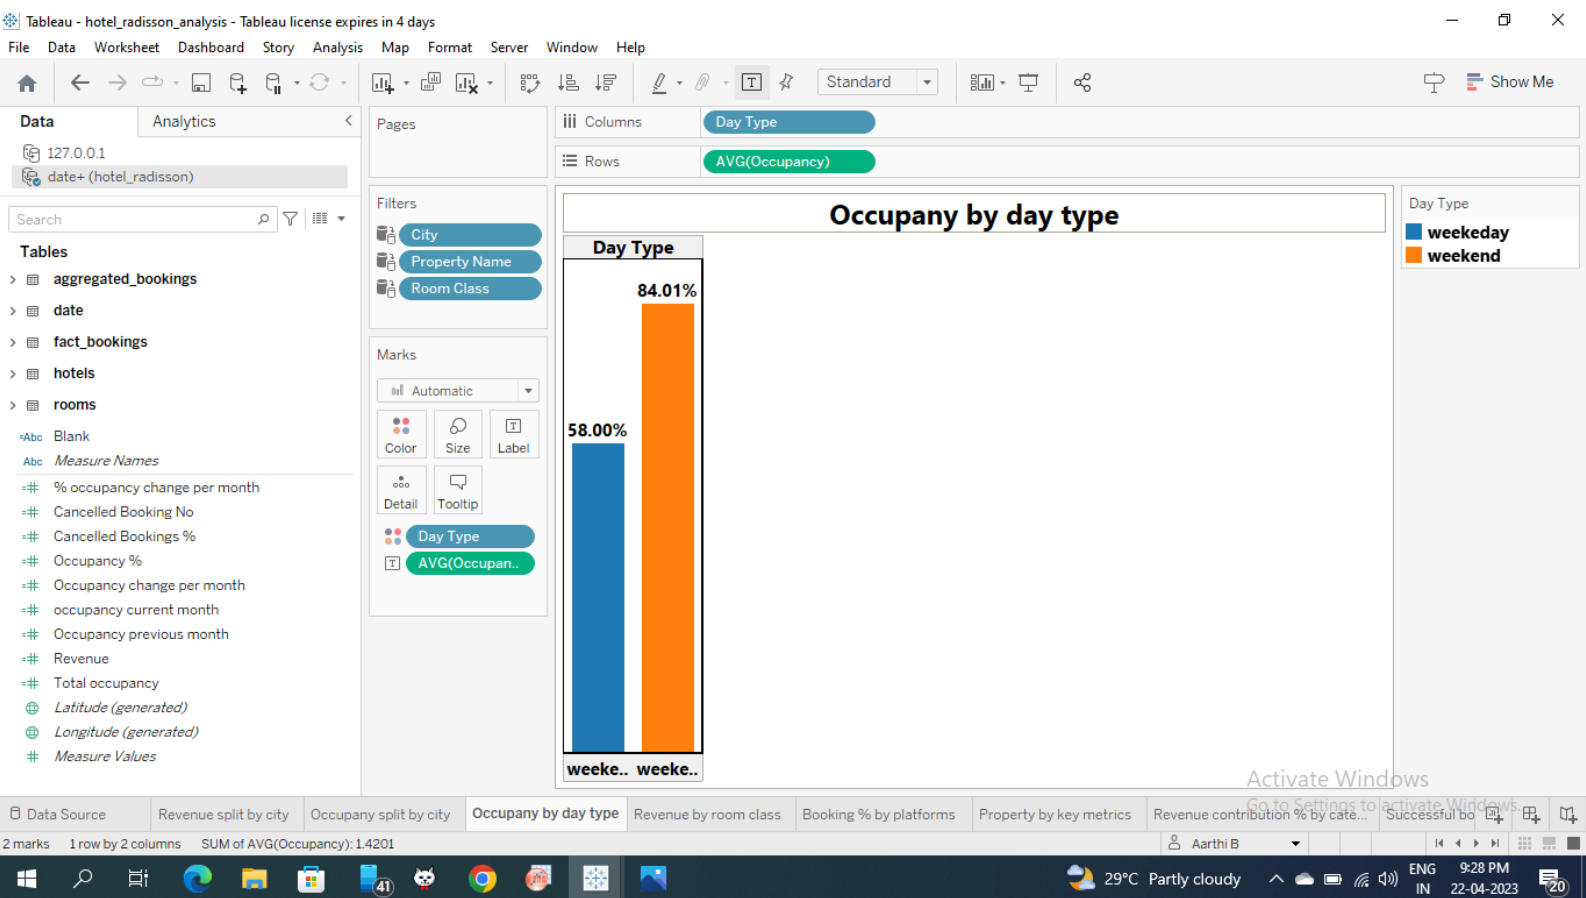 Tableau - hotel_radisson_analysis - Tableau license expires in 4 days
File Data Worksheet Dashboard Story Analysis Map Format Server Window Help
Standard
Show Me
Data Analytics
127.0.0.1
date+ (hotel_radisson)
Search
Tables
aggregated_bookings
date
fact_bookings
hotels
rooms
=Abc Blank
Abc Measure Names
% occupancy change per month
Cancelled Booking No
Cancelled Bookings %
Occupancy %
Occupancy change per month
occupancy current month
Occupancy previous month
Revenue
Total occupancy
Latitude (generated)
Longitude (generated)
Measure Values
Pages
Filters
City
Property Name
Room Class
Marks
Automatic
Color Size Label
Detail Tooltip
Day Type
AVG(Occupan..
Columns Day Type
Rows AVG(Occupancy)
Occupany by day type
Day Type
84.01%
58.00%
weeke.. weeke..
Day Type
weekeday
weekend
Activate Windows
Go to Settings to activate Windows.
Data Source Revenue split by city Occupany split by city Occupany by day type Revenue by room class Booking % by platforms Property by key metrics Revenue contribution % by cate... Successful bo
2 marks 1 row by 2 columns SUM of AVG(Occupancy): 1.4201
Aarthi B
41
29°C Partly cloudy
ENG
IN
9:28 PM
22-04-2023
20